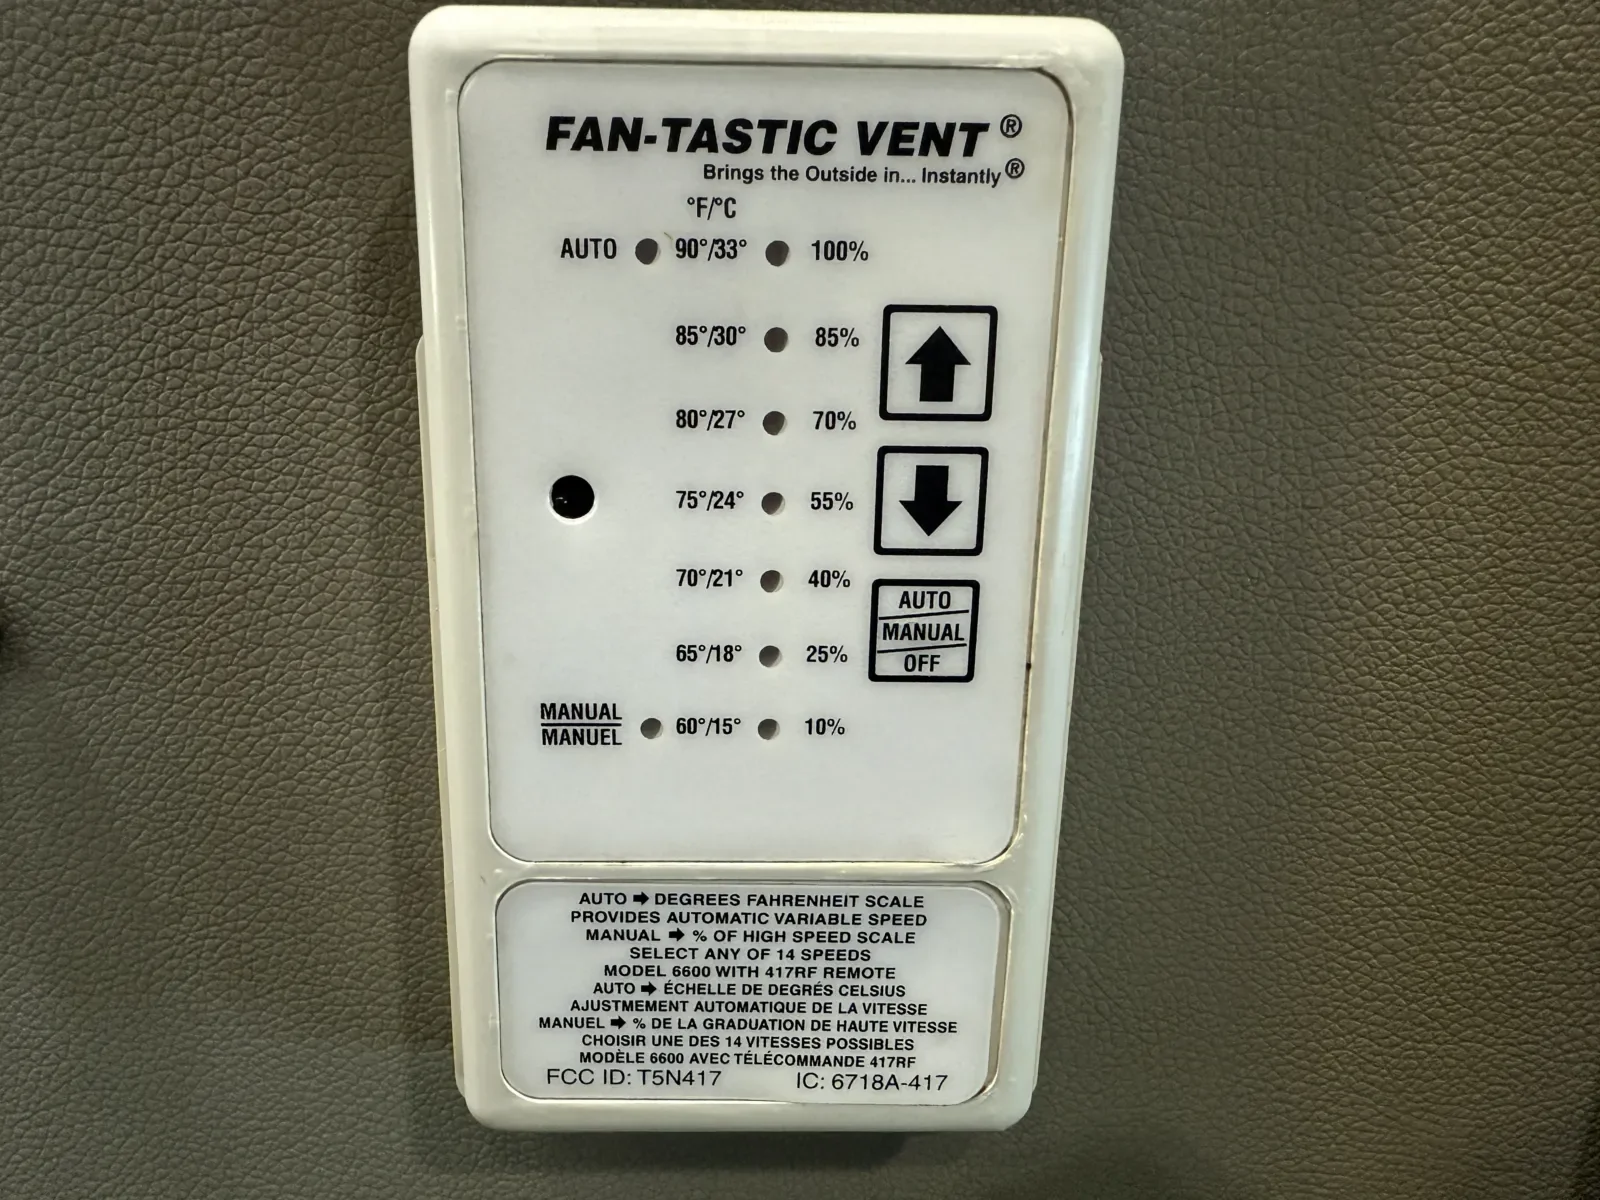 FAN-TASTIC VENT ®
Brings the Outside in... Instantly ®
°F/°C
AUTO 90°/33° 100%
85°/30° 85%
80°/27° 70%
75°/24° 55%
70°/21° 40%
AUTO
MANUAL
OFF
65°/18° 25%
MANUAL
MANUEL
60°/15° 10%
AUTO ➡ DEGREES FAHRENHEIT SCALE
PROVIDES AUTOMATIC VARIABLE SPEED
MANUAL ➡ % OF HIGH SPEED SCALE
SELECT ANY OF 14 SPEEDS
MODEL 6600 WITH 417RF REMOTE
AUTO ➡ ÉCHELLE DE DEGRÉS CELSIUS
AJUSTMEMENT AUTOMATIQUE DE LA VITESSE
MANUEL ➡ % DE LA GRADUATION DE HAUTE VITESSE
CHOISIR UNE DES 14 VITESSES POSSIBLES
MODÈLE 6600 AVEC TÉLÉCOMMANDE 417RF
FCC ID: T5N417 IC: 6718A-417